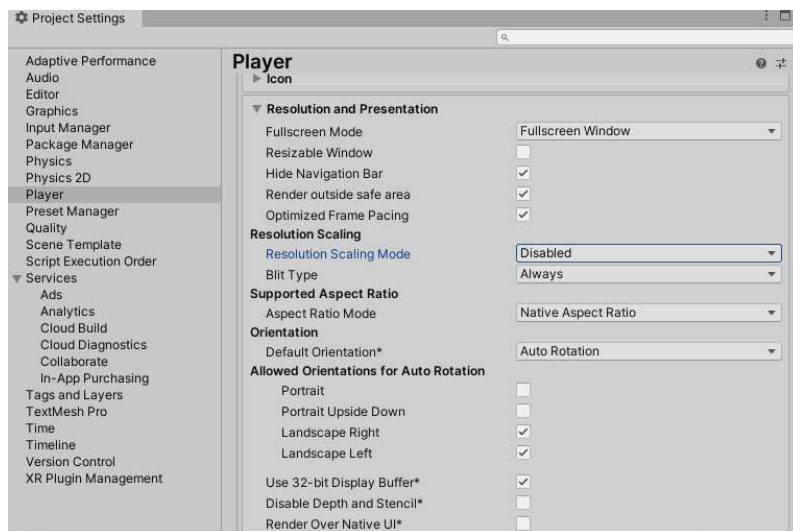 Project Settings
Adaptive Performance
Audio
Editor
Graphics
Input Manager
Package Manager
Physics
Physics 2D
Player
Preset Manager
Quality
Scene Template
Script Execution Order
Services
Ads
Analytics
Cloud Build
Cloud Diagnostics
Collaborate
In-App Purchasing
Tags and Layers
TextMesh Pro
Time
Timeline
Version Control
XR Plugin Management
Player
Icon
Resolution and Presentation
Fullscreen Mode Fullscreen Window
Resizable Window
Hide Navigation Bar
Render outside safe area
Optimized Frame Pacing
Resolution Scaling
Resolution Scaling Mode Disabled
Blit Type Always
Supported Aspect Ratio
Aspect Ratio Mode Native Aspect Ratio
Orientation
Default Orientation* Auto Rotation
Allowed Orientations for Auto Rotation
Portrait
Portrait Upside Down
Landscape Right
Landscape Left
Use 32-bit Display Buffer*
Disable Depth and Stencil*
Render Over Native UI*